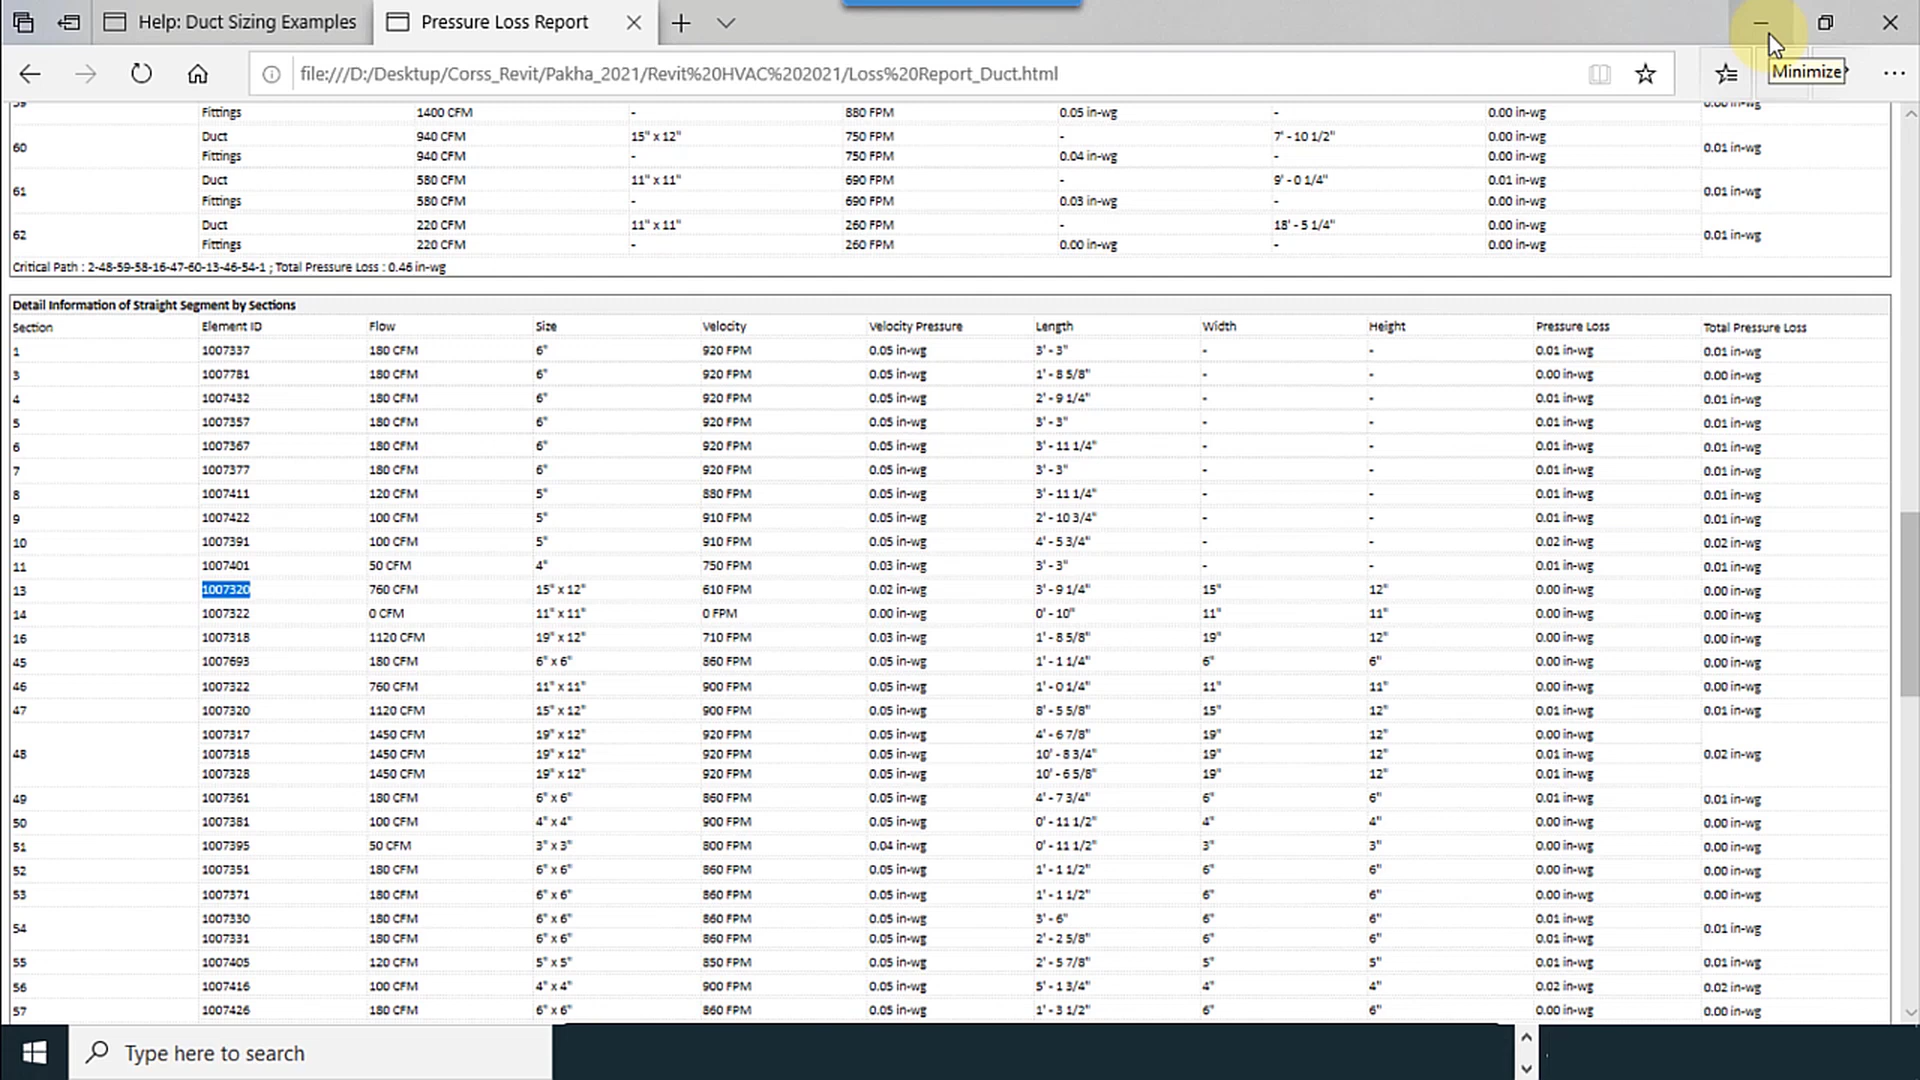 Help: Duct Sizing Examples
Pressure Loss Report
file:///D:/Desktup/Corss_Revit/Pakha_2021/Revit%20HVAC%202021/Loss%20Report_Duct.html
Minimize
Fittings 1400 CFM - 880 FPM 0.05 in-wg - 0.00 in-wg
60 Duct 940 CFM 15" x 12" 750 FPM - 7' - 10 1/2" 0.00 in-wg 0.01 in-wg
Fittings 940 CFM - 750 FPM 0.04 in-wg - 0.00 in-wg
61 Duct 580 CFM 11" x 11" 690 FPM - 9' - 0 1/4" 0.01 in-wg 0.01 in-wg
Fittings 580 CFM - 690 FPM 0.03 in-wg - 0.00 in-wg
62 Duct 220 CFM 11" x 11" 260 FPM - 18' - 5 1/4" 0.00 in-wg 0.01 in-wg
Fittings 220 CFM - 260 FPM 0.00 in-wg - 0.00 in-wg
Critical Path : 2-48-59-58-16-47-60-13-46-54-1 ; Total Pressure Loss : 0.46 in-wg
Detail Information of Straight Segment by Sections
Section Element ID Flow Size Velocity Velocity Pressure Length Width Height Pressure Loss Total Pressure Loss
1 1007337 180 CFM 6" 920 FPM 0.05 in-wg 3' - 3" - - 0.01 in-wg 0.01 in-wg
3 1007781 180 CFM 6" 920 FPM 0.05 in-wg 1' - 8 5/8" - - 0.00 in-wg 0.00 in-wg
4 1007432 180 CFM 6" 920 FPM 0.05 in-wg 2' - 9 1/4" - - 0.01 in-wg 0.01 in-wg
5 1007357 180 CFM 6" 920 FPM 0.05 in-wg 3' - 3" - - 0.01 in-wg 0.01 in-wg
6 1007367 180 CFM 6" 920 FPM 0.05 in-wg 3' - 11 1/4" - - 0.01 in-wg 0.01 in-wg
7 1007377 180 CFM 6" 920 FPM 0.05 in-wg 3' - 3" - - 0.01 in-wg 0.01 in-wg
8 1007411 120 CFM 5" 880 FPM 0.05 in-wg 3' - 11 1/4" - - 0.01 in-wg 0.01 in-wg
9 1007422 100 CFM 5" 910 FPM 0.05 in-wg 2' - 10 3/4" - - 0.01 in-wg 0.01 in-wg
10 1007391 100 CFM 5" 910 FPM 0.05 in-wg 4' - 5 3/4" - - 0.02 in-wg 0.02 in-wg
11 1007401 50 CFM 4" 750 FPM 0.03 in-wg 3' - 3" - - 0.01 in-wg 0.01 in-wg
13 1007320 760 CFM 15" x 12" 610 FPM 0.02 in-wg 3' - 9 1/4" 15" 12" 0.00 in-wg 0.00 in-wg
14 1007322 0 CFM 11" x 11" 0 FPM 0.00 in-wg 0' - 10" 11" 11" 0.00 in-wg 0.00 in-wg
16 1007318 1120 CFM 19" x 12" 710 FPM 0.03 in-wg 1' - 8 5/8" 19" 12" 0.00 in-wg 0.00 in-wg
45 1007693 180 CFM 6" x 6" 860 FPM 0.05 in-wg 1' - 1 1/4" 6" 6" 0.00 in-wg 0.00 in-wg
46 1007322 760 CFM 11" x 11" 900 FPM 0.05 in-wg 1' - 0 1/4" 11" 11" 0.00 in-wg 0.00 in-wg
47 1007320 1120 CFM 15" x 12" 900 FPM 0.05 in-wg 8' - 5 5/8" 15" 12" 0.01 in-wg 0.01 in-wg
1007317 1450 CFM 19" x 12" 920 FPM 0.05 in-wg 4' - 6 7/8" 19" 12" 0.00 in-wg
48 1007318 1450 CFM 19" x 12" 920 FPM 0.05 in-wg 10' - 8 3/4" 19" 12" 0.01 in-wg 0.02 in-wg
1007328 1450 CFM 19" x 12" 920 FPM 0.05 in-wg 10' - 6 5/8" 19" 12" 0.01 in-wg
49 1007361 180 CFM 6" x 6" 860 FPM 0.05 in-wg 4' - 7 3/4" 6" 6" 0.01 in-wg 0.01 in-wg
50 1007381 100 CFM 4" x 4" 900 FPM 0.05 in-wg 0' - 11 1/2" 4" 4" 0.00 in-wg 0.00 in-wg
51 1007395 50 CFM 3" x 3" 800 FPM 0.04 in-wg 0' - 11 1/2" 3" 3" 0.00 in-wg 0.00 in-wg
52 1007351 180 CFM 6" x 6" 860 FPM 0.05 in-wg 1' - 1 1/2" 6" 6" 0.00 in-wg 0.00 in-wg
53 1007371 180 CFM 6" x 6" 860 FPM 0.05 in-wg 1' - 1 1/2" 6" 6" 0.00 in-wg 0.00 in-wg
54 1007330 180 CFM 6" x 6" 860 FPM 0.05 in-wg 3' - 6" 6" 6" 0.01 in-wg 0.01 in-wg
1007331 180 CFM 6" x 6" 860 FPM 0.05 in-wg 2' - 2 5/8" 6" 6" 0.01 in-wg
55 1007405 120 CFM 5" x 5" 850 FPM 0.05 in-wg 2' - 5 7/8" 5" 5" 0.01 in-wg 0.01 in-wg
56 1007416 100 CFM 4" x 4" 900 FPM 0.05 in-wg 5' - 1 3/4" 4" 4" 0.02 in-wg 0.02 in-wg
57 1007426 180 CFM 6" x 6" 860 FPM 0.05 in-wg 1' - 3 1/2" 6" 6" 0.00 in-wg 0.00 in-wg
Type here to search